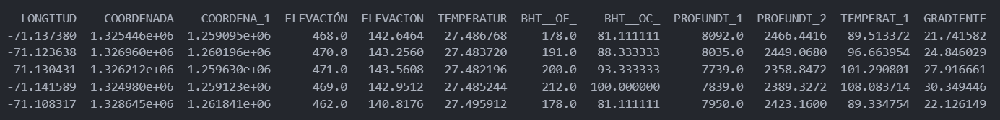 LONGITUD COORDENADA COORDENA_1 ELEVACIÓN ELEVACION TEMPERATUR BHT__OF_ BHT__OC_ PROFUNDI_1 PROFUNDI_2 TEMPERAT_1 GRADIENTE
-71.137380 1.325446e+06 1.259095e+06 468.0 142.6464 27.486768 178.0 81.111111 8092.0 2466.4416 89.513372 21.741582
-71.123638 1.326960e+06 1.260196e+06 470.0 143.2560 27.483720 191.0 88.333333 8035.0 2449.0680 96.663954 24.846029
-71.130431 1.326212e+06 1.259630e+06 471.0 143.5608 27.482196 200.0 93.333333 7739.0 2358.8472 101.290801 27.916661
-71.141589 1.324980e+06 1.259123e+06 469.0 142.9512 27.485244 212.0 100.000000 7839.0 2389.3272 108.083714 30.349446
-71.108317 1.328645e+06 1.261841e+06 462.0 140.8176 27.495912 178.0 81.111111 7950.0 2423.1600 89.334754 22.126149